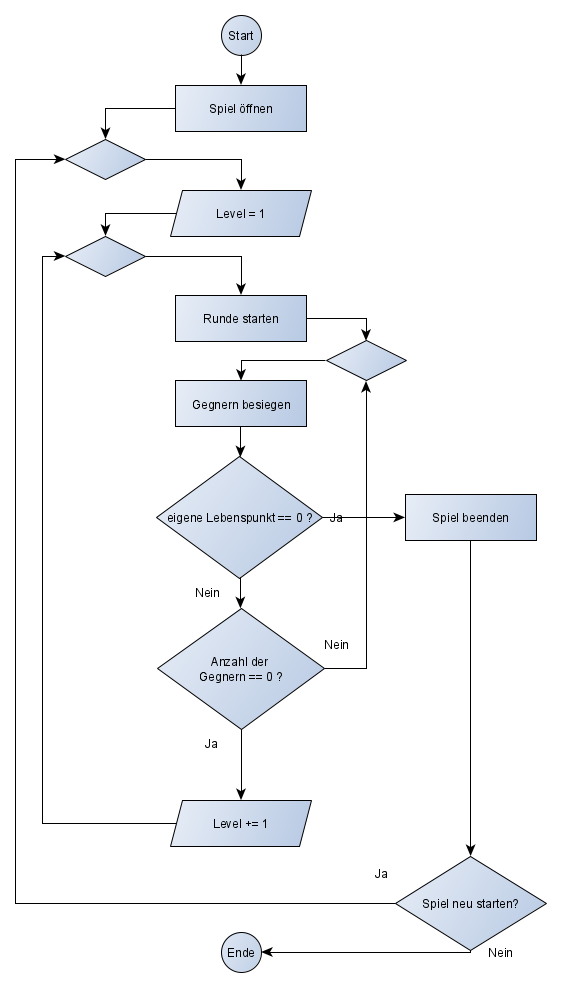 Start
Spiel öffnen
Level = 1
Runde starten
Gegnern besiegen
eigene Lebenspunkt == 0 ?
Ja
Spiel beenden
Nein
Nein
Anzahl der
Gegnern == 0 ?
Ja
Level += 1
Ja
Spiel neu starten?
Ende
Nein